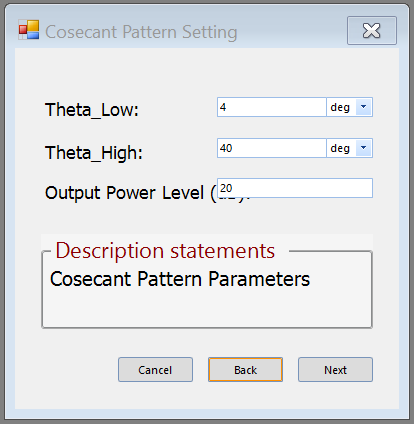 Cosecant Pattern Setting
Theta_Low: 4 deg
Theta_High: 40 deg
Output Power Level ( 20
Description statements
Cosecant Pattern Parameters
Cancel Back Next